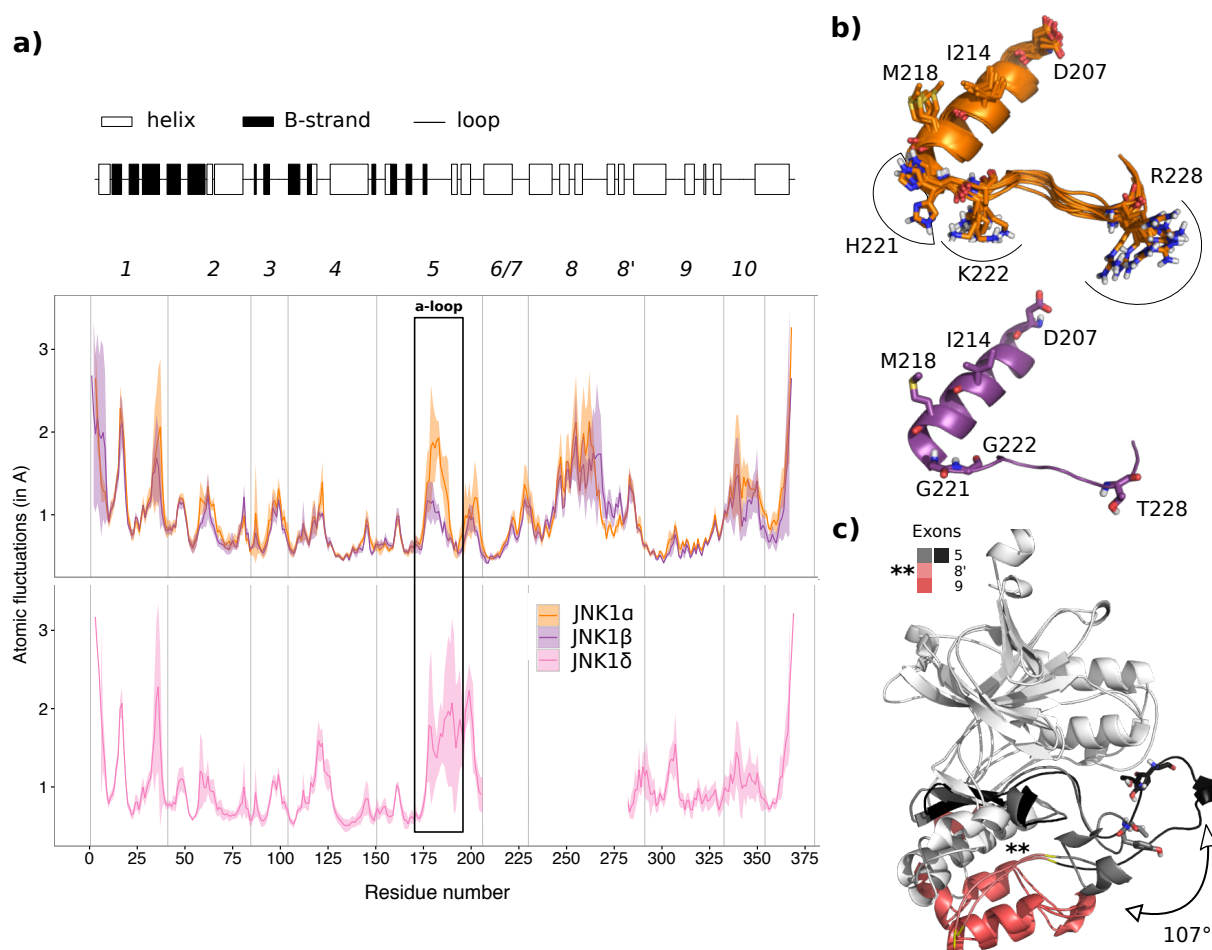 a)
helix B-strand loop
1 2 3 4 5 6/7 8 8' 9 10
a-loop
3
2
1
Atomic fluctuations (in A)
JNK1α
JNK1β
JNK1δ
3
2
1
0 25 50 75 100 125 150 175 200 225 250 275 300 325 350 375
Residue number
b)
I214
M218
D207
R228
H221
K222
I214
D207
M218
G222
G221
T228
c)
Exons
5
** 8'
9
**
107°